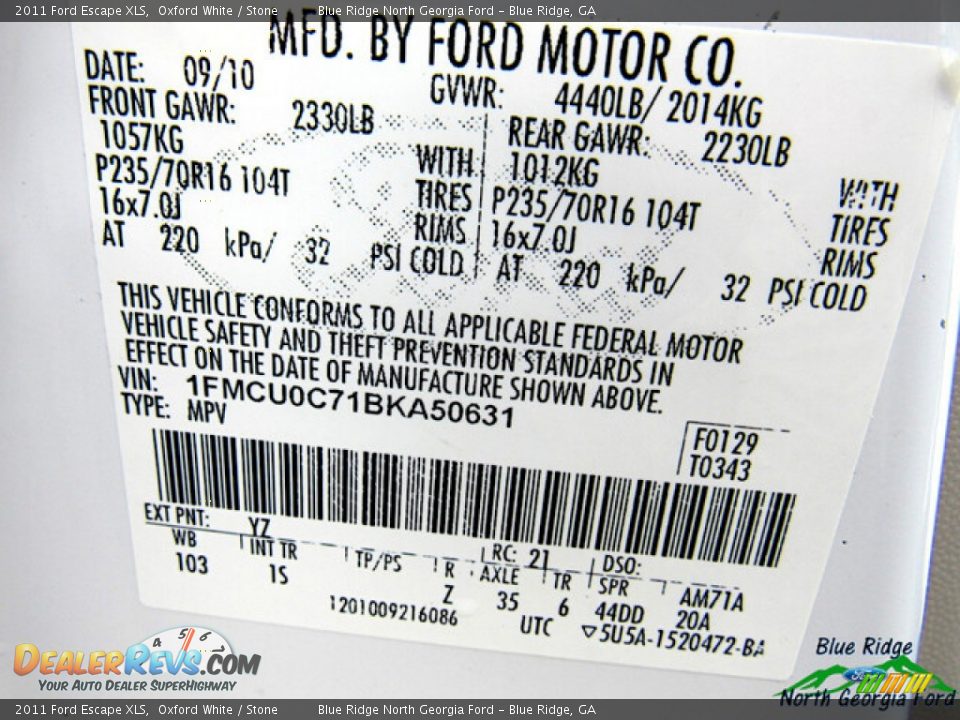 2011 Ford Escape XLS, Oxford White / Stone Blue Ridge North Georgia Ford - Blue Ridge, GA
MFD. BY FORD MOTOR CO.
DATE: 09/10 GVWR: 4440LB/ 2014KG
FRONT GAWR: 2330LB REAR GAWR: 2230LB
1057KG WITH 1012KG WITH
P235/70R16 104T TIRES P235/70R16 104T TIRES
16x7.0J RIMS 16x7.0J RIMS
AT 220 kPa/ 32 PSI COLD AT 220 kPa/ 32 PSI COLD
THIS VEHICLE CONFORMS TO ALL APPLICABLE FEDERAL MOTOR
VEHICLE SAFETY AND THEFT PREVENTION STANDARDS IN
EFFECT ON THE DATE OF MANUFACTURE SHOWN ABOVE.
VIN: 1FMCU0C71BKA50631
TYPE: MPV
F0129
T0343
EXT PNT: YZ RC: 21 DSO:
WB INT TR TP/PS R AXLE TR SPR AM71A
103 1S Z 35 6 44DD 20A
1201009216086 UTC ▽5U5A-1520472-BA
DEALERREVS.COM
YOUR AUTO DEALER SUPERHIGHWAY
Blue Ridge
North Georgia Ford
2011 Ford Escape XLS, Oxford White / Stone Blue Ridge North Georgia Ford - Blue Ridge, GA